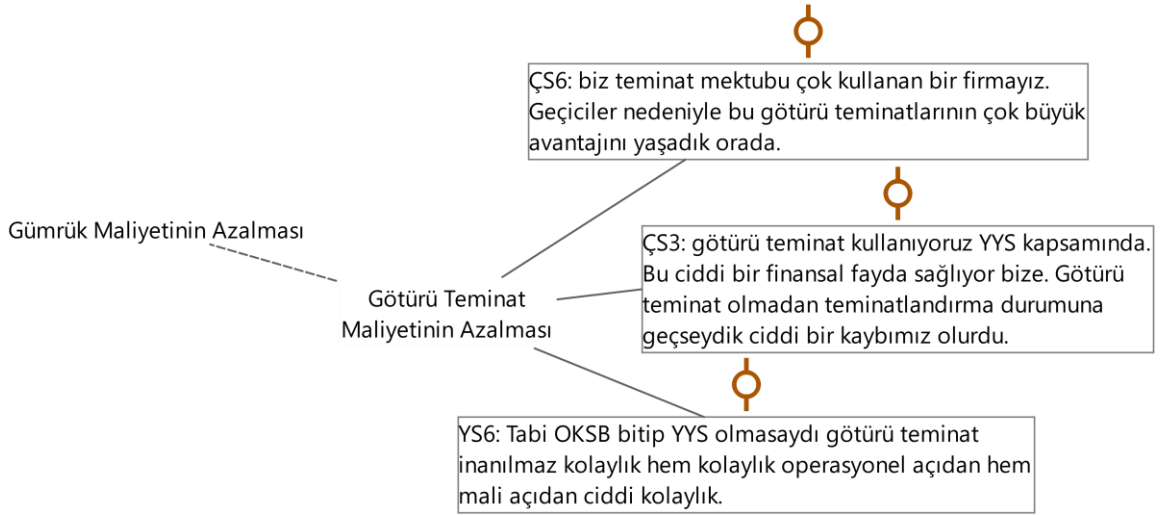 ÇS6: biz teminat mektubu çok kullanan bir firmayız.
Geçiciler nedeniyle bu götürü teminatlarının çok büyük
avantajını yaşadık orada.
Gümrük Maliyetinin Azalması
Götürü Teminat
Maliyetinin Azalması
ÇS3: götürü teminat kullanıyoruz YYS kapsamında.
Bu ciddi bir finansal fayda sağlıyor bize. Götürü
teminat olmadan teminatlandırma durumuna
geçseydik ciddi bir kaybımız olurdu.
YS6: Tabi OKSB bitip YYS olmasaydı götürü teminat
inanılmaz kolaylık hem kolaylık operasyonel açıdan hem
mali açıdan ciddi kolaylık.